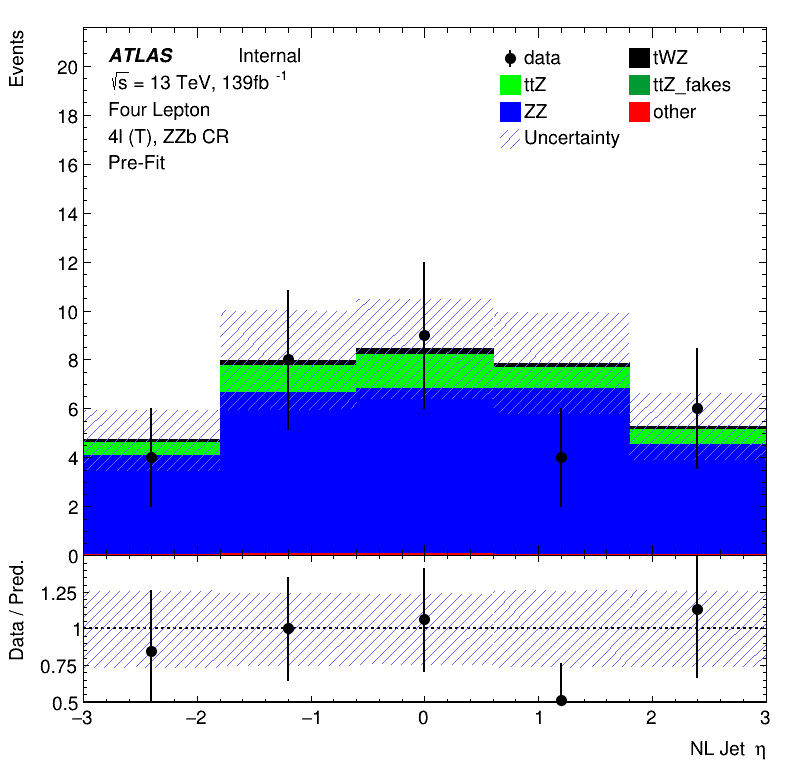 ATLAS Internal
√s = 13 TeV, 139fb -1
Four Lepton
4l (T), ZZb CR
Pre-Fit
data
ttZ
ZZ
Uncertainty
tWZ
ttZ_fakes
other
Events
20
18
16
14
12
10
8
6
4
2
0
Data / Pred.
1.25
1
0.75
0.5
−3 −2 −1 0 1 2 3
NL Jet η